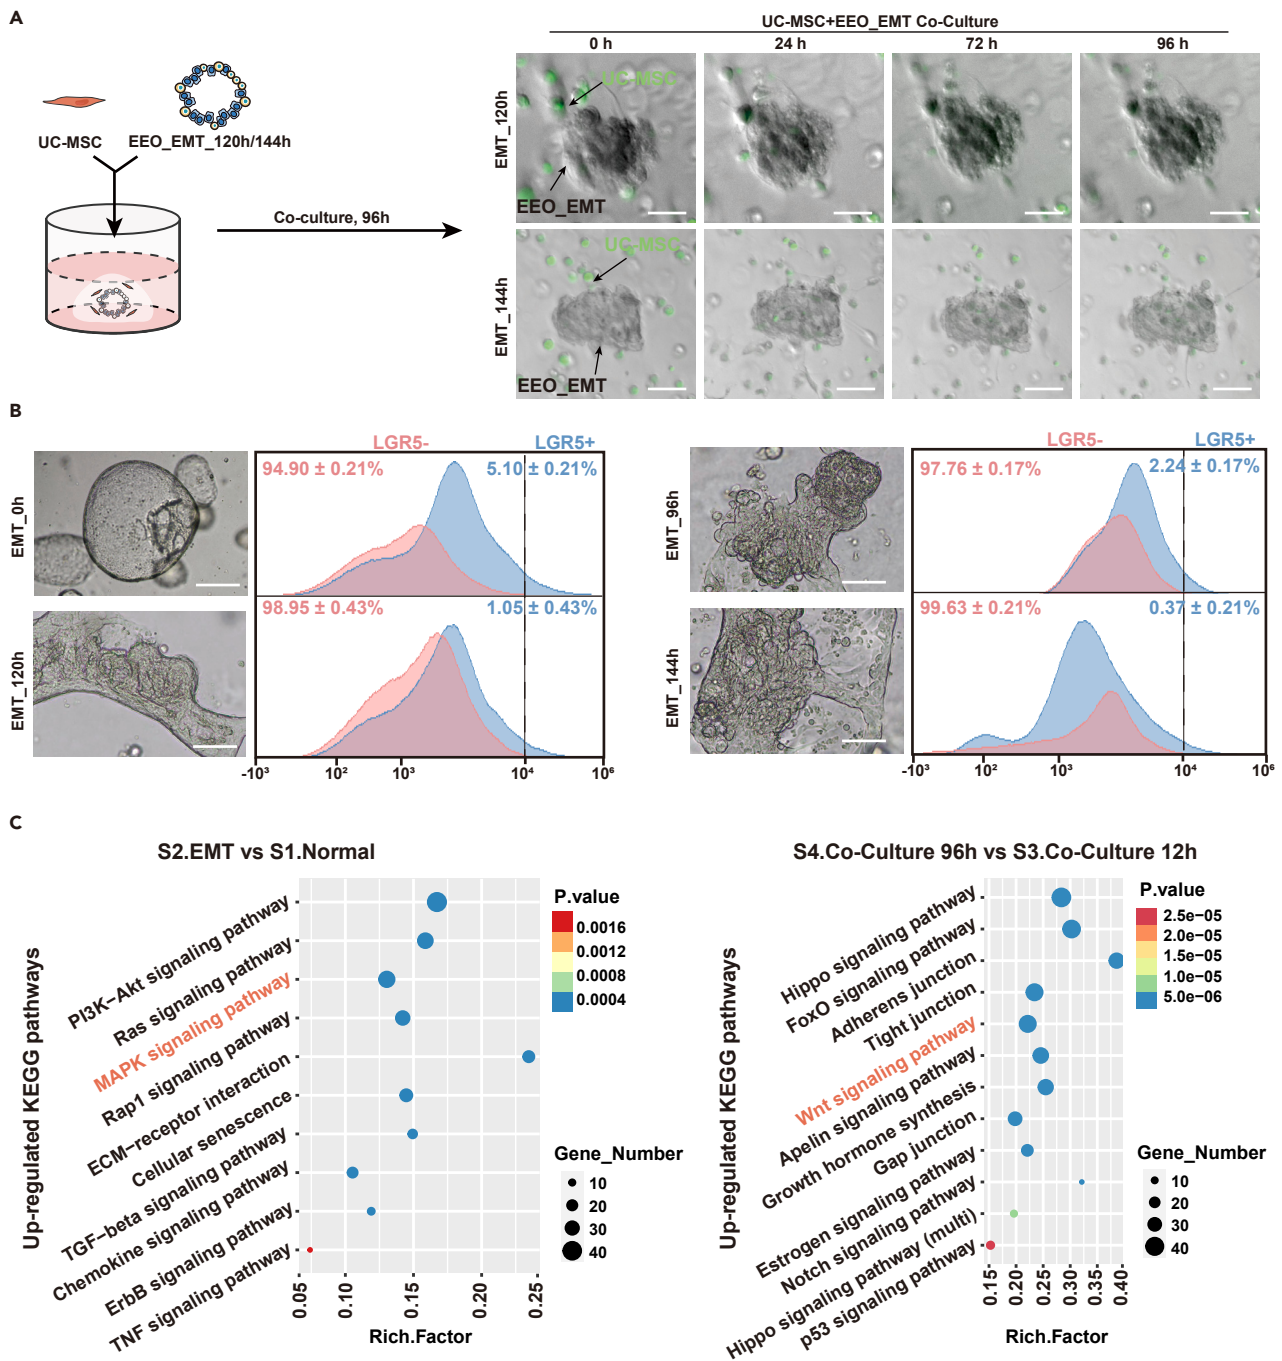 A
UC-MSC+EEO_EMT Co-Culture
0 h
24 h
72 h
96 h
UC-MSC
EEO_EMT_120h/144h
Co-culture, 96h
EMT_120h
UC-MSC
EEO_EMT
EMT_144h
UC-MSC
EEO_EMT
B
LGR5-
LGR5+
EMT_0h
94.90 ± 0.21%
5.10 ± 0.21%
EMT_120h
98.95 ± 0.43%
1.05 ± 0.43%
-10³
10²
10³
10⁴
10⁶
LGR5-
LGR5+
EMT_96h
97.76 ± 0.17%
2.24 ± 0.17%
EMT_144h
99.63 ± 0.21%
0.37 ± 0.21%
-10³
10²
10³
10⁴
10⁶
C
S2.EMT vs S1.Normal
Up-regulated KEGG pathways
PI3K−Akt signaling pathway
Ras signaling pathway
MAPK signaling pathway
Rap1 signaling pathway
ECM−receptor interaction
Cellular senescence
TGF−beta signaling pathway
Chemokine signaling pathway
ErbB signaling pathway
TNF signaling pathway
0.05
0.10
0.15
0.20
0.25
Rich.Factor
P.value
0.0016
0.0012
0.0008
0.0004
Gene_Number
10
20
30
40
S4.Co-Culture 96h vs S3.Co-Culture 12h
Up-regulated KEGG pathways
Hippo signaling pathway
FoxO signaling pathway
Adherens junction
Tight junction
Wnt signaling pathway
Apelin signaling pathway
Growth hormone synthesis
Gap junction
Estrogen signaling pathway
Notch signaling pathway
Hippo signaling pathway (multi)
p53 signaling pathway
0.15
0.20
0.25
0.30
0.35
0.40
Rich.Factor
P.value
2.5e−05
2.0e−05
1.5e−05
1.0e−05
5.0e−06
Gene_Number
10
20
30
40